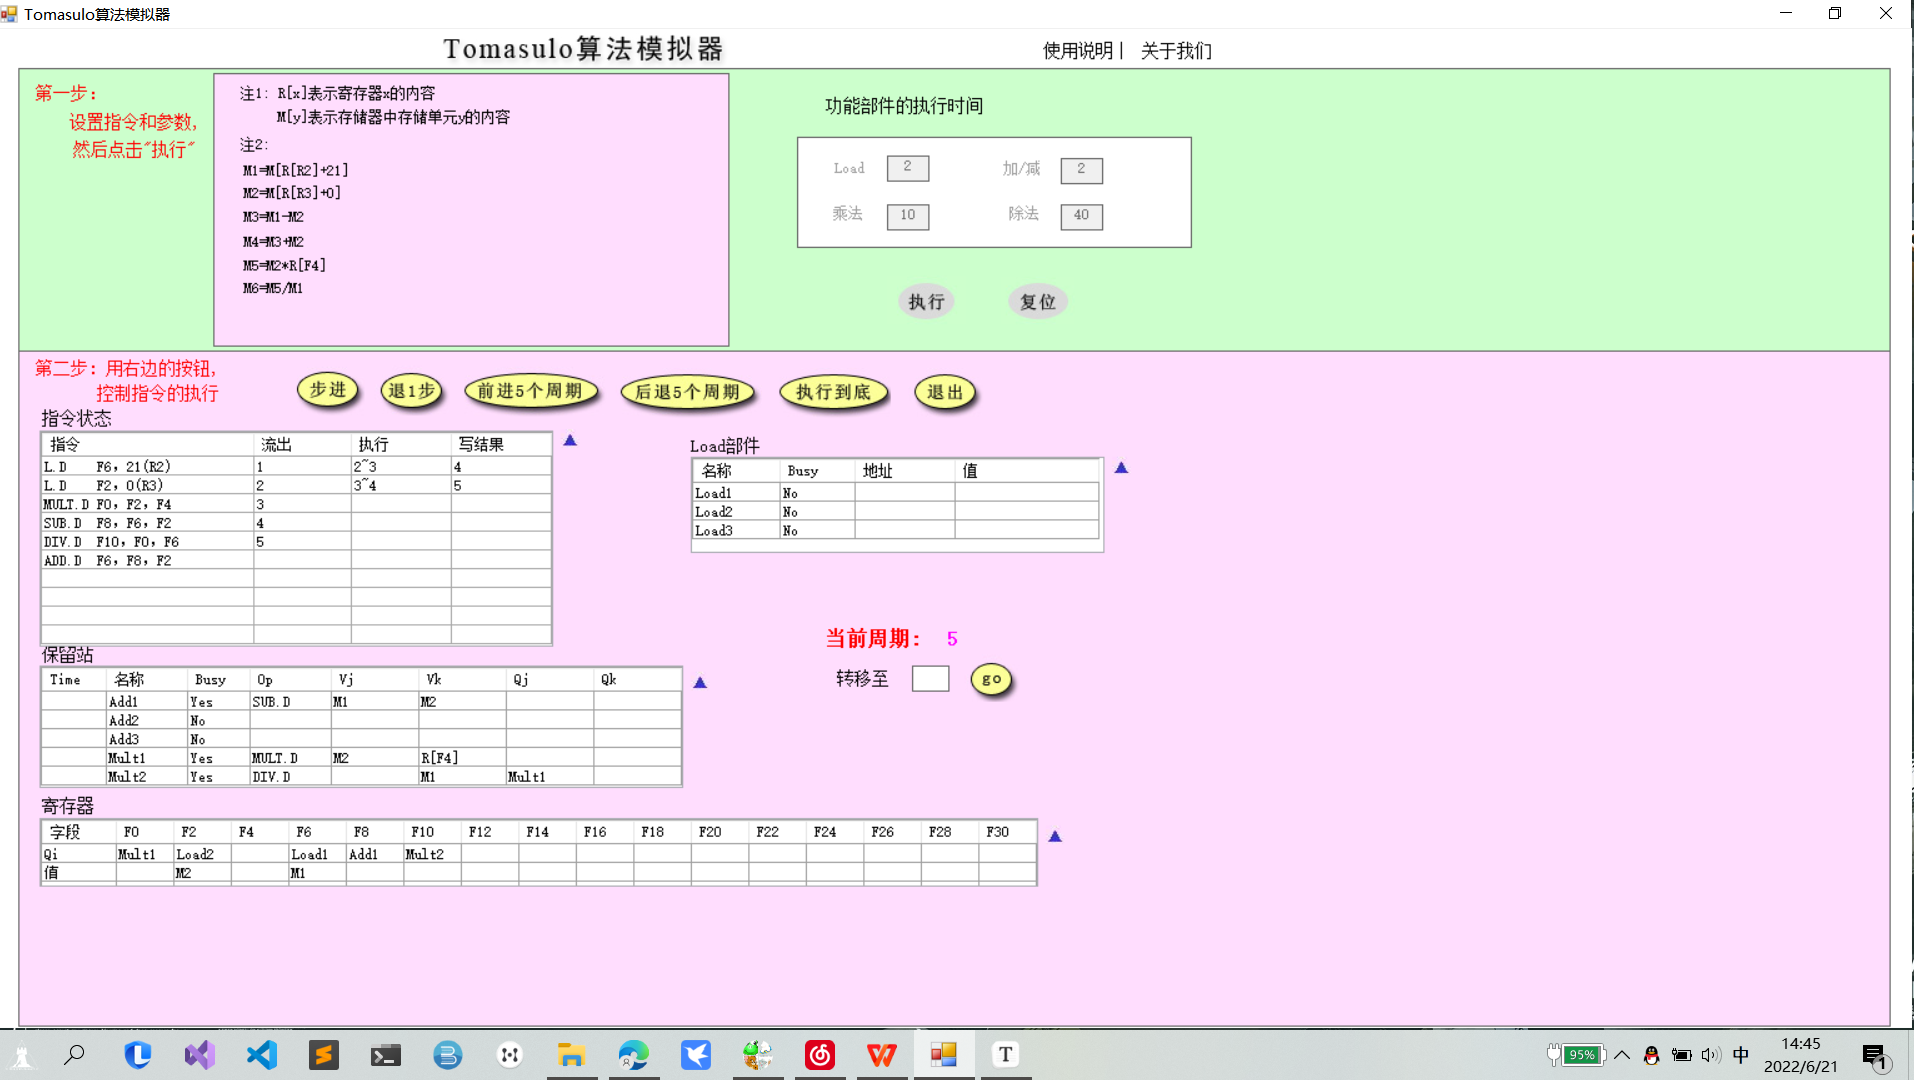 Tomasulo算法模拟器
Tomasulo算法模拟器
使用说明| 关于我们
第一步：
设置指令和参数,
然后点击"执行"
注1: R[x]表示寄存器x的内容
M[y]表示存储器中存储单元y的内容
注2:
M1=M[R[R2]+21]
M2=M[R[R3]+0]
M3=M1-M2
M4=M3+M2
M5=M2*R[F4]
M6=M5/M1
功能部件的执行时间
Load 2 加/减 2
乘法 10 除法 40
执行 复位
第二步: 用右边的按钮,
控制指令的执行
步进 退1步 前进5个周期 后退5个周期 执行到底 退出
指令状态
指令 流出 执行 写结果
L.D F6, 21(R2) 1 2~3 4
L.D F2, 0(R3) 2 3~4 5
MULT.D F0, F2, F4 3
SUB.D F8, F6, F2 4
DIV.D F10, F0, F6 5
ADD.D F6, F8, F2
Load部件
名称 Busy 地址 值
Load1 No
Load2 No
Load3 No
当前周期: 5
转移至 go
保留站
Time 名称 Busy Op Vj Vk Qj Qk
Add1 Yes SUB.D M1 M2
Add2 No
Add3 No
Mult1 Yes MULT.D M2 R[F4]
Mult2 Yes DIV.D M1 Mult1
寄存器
字段 F0 F2 F4 F6 F8 F10 F12 F14 F16 F18 F20 F22 F24 F26 F28 F30
Qi Mult1 Load2 Load1 Add1 Mult2
值 M2 M1
95% 中 14:45
2022/6/21
1